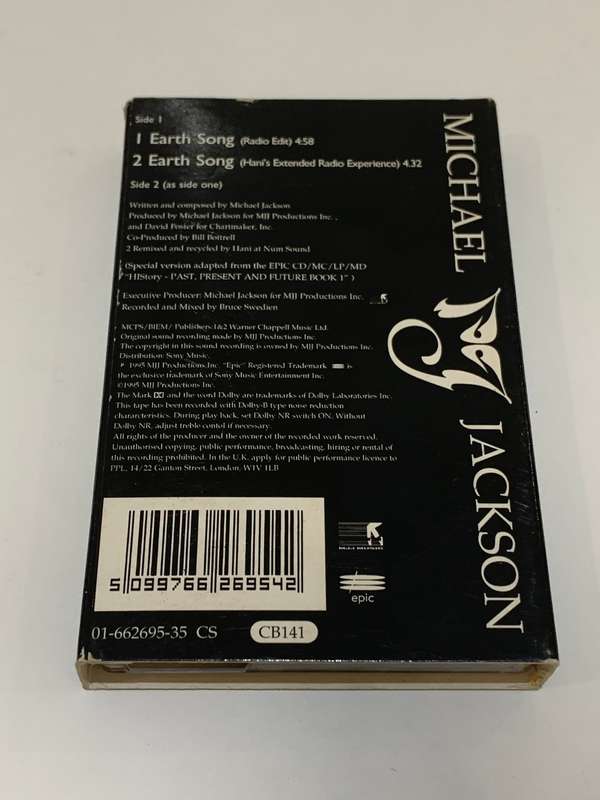 Side 1
1 Earth Song (Radio Edit) 4:58
2 Earth Song (Hani's Extended Radio Experience) 4.32
Side 2 (as side one)
Written and composed by Michael Jackson
Produced by Michael Jackson for MJJ Productions Inc.,
and David Foster for Chartmaker, Inc.
Co-Produced by Bill Bottrell
2 Remixed and recycled by Hani at Num Sound
(Special version adapted from the EPIC CD/MC/LP/MD
"HIStory - PAST, PRESENT AND FUTURE BOOK 1")
Executive Producer: Michael Jackson for MJJ Productions Inc.
Recorded and Mixed by Bruce Swedien
MCPS/BIEM/ Publishers 1&2 Warner Chappell Music Ltd.
Original sound recording made by MJJ Productions Inc.
The copyright in this sound recording is owned by MJJ Productions Inc.
Distribution: Sony Music.
℗ 1995 MJJ Productions Inc. "Epic" Registered Trademark is
the exclusive trademark of Sony Music Entertainment Inc.
©1995 MJJ Productions Inc.
The Mark and the word Dolby are trademarks of Dolby Laboratories Inc.
This tape has been recorded with Dolby-B type noise reduction
chararcteristics. During play back, set Dolby NR switch ON. Without
Dolby NR, adjust treble contol if necessary.
All rights of the producer and the owner of the recorded work reserved.
Unauthorised copying, public performance, broadcasting, hiring or rental of
this recording prohibited. In the U.K. apply for public performance licence to
PPL, 14/22 Ganton Street, London, W1V 1LB
5 099766 269542
epic
01-662695-35 CS
CB141
MICHAEL
JACKSON